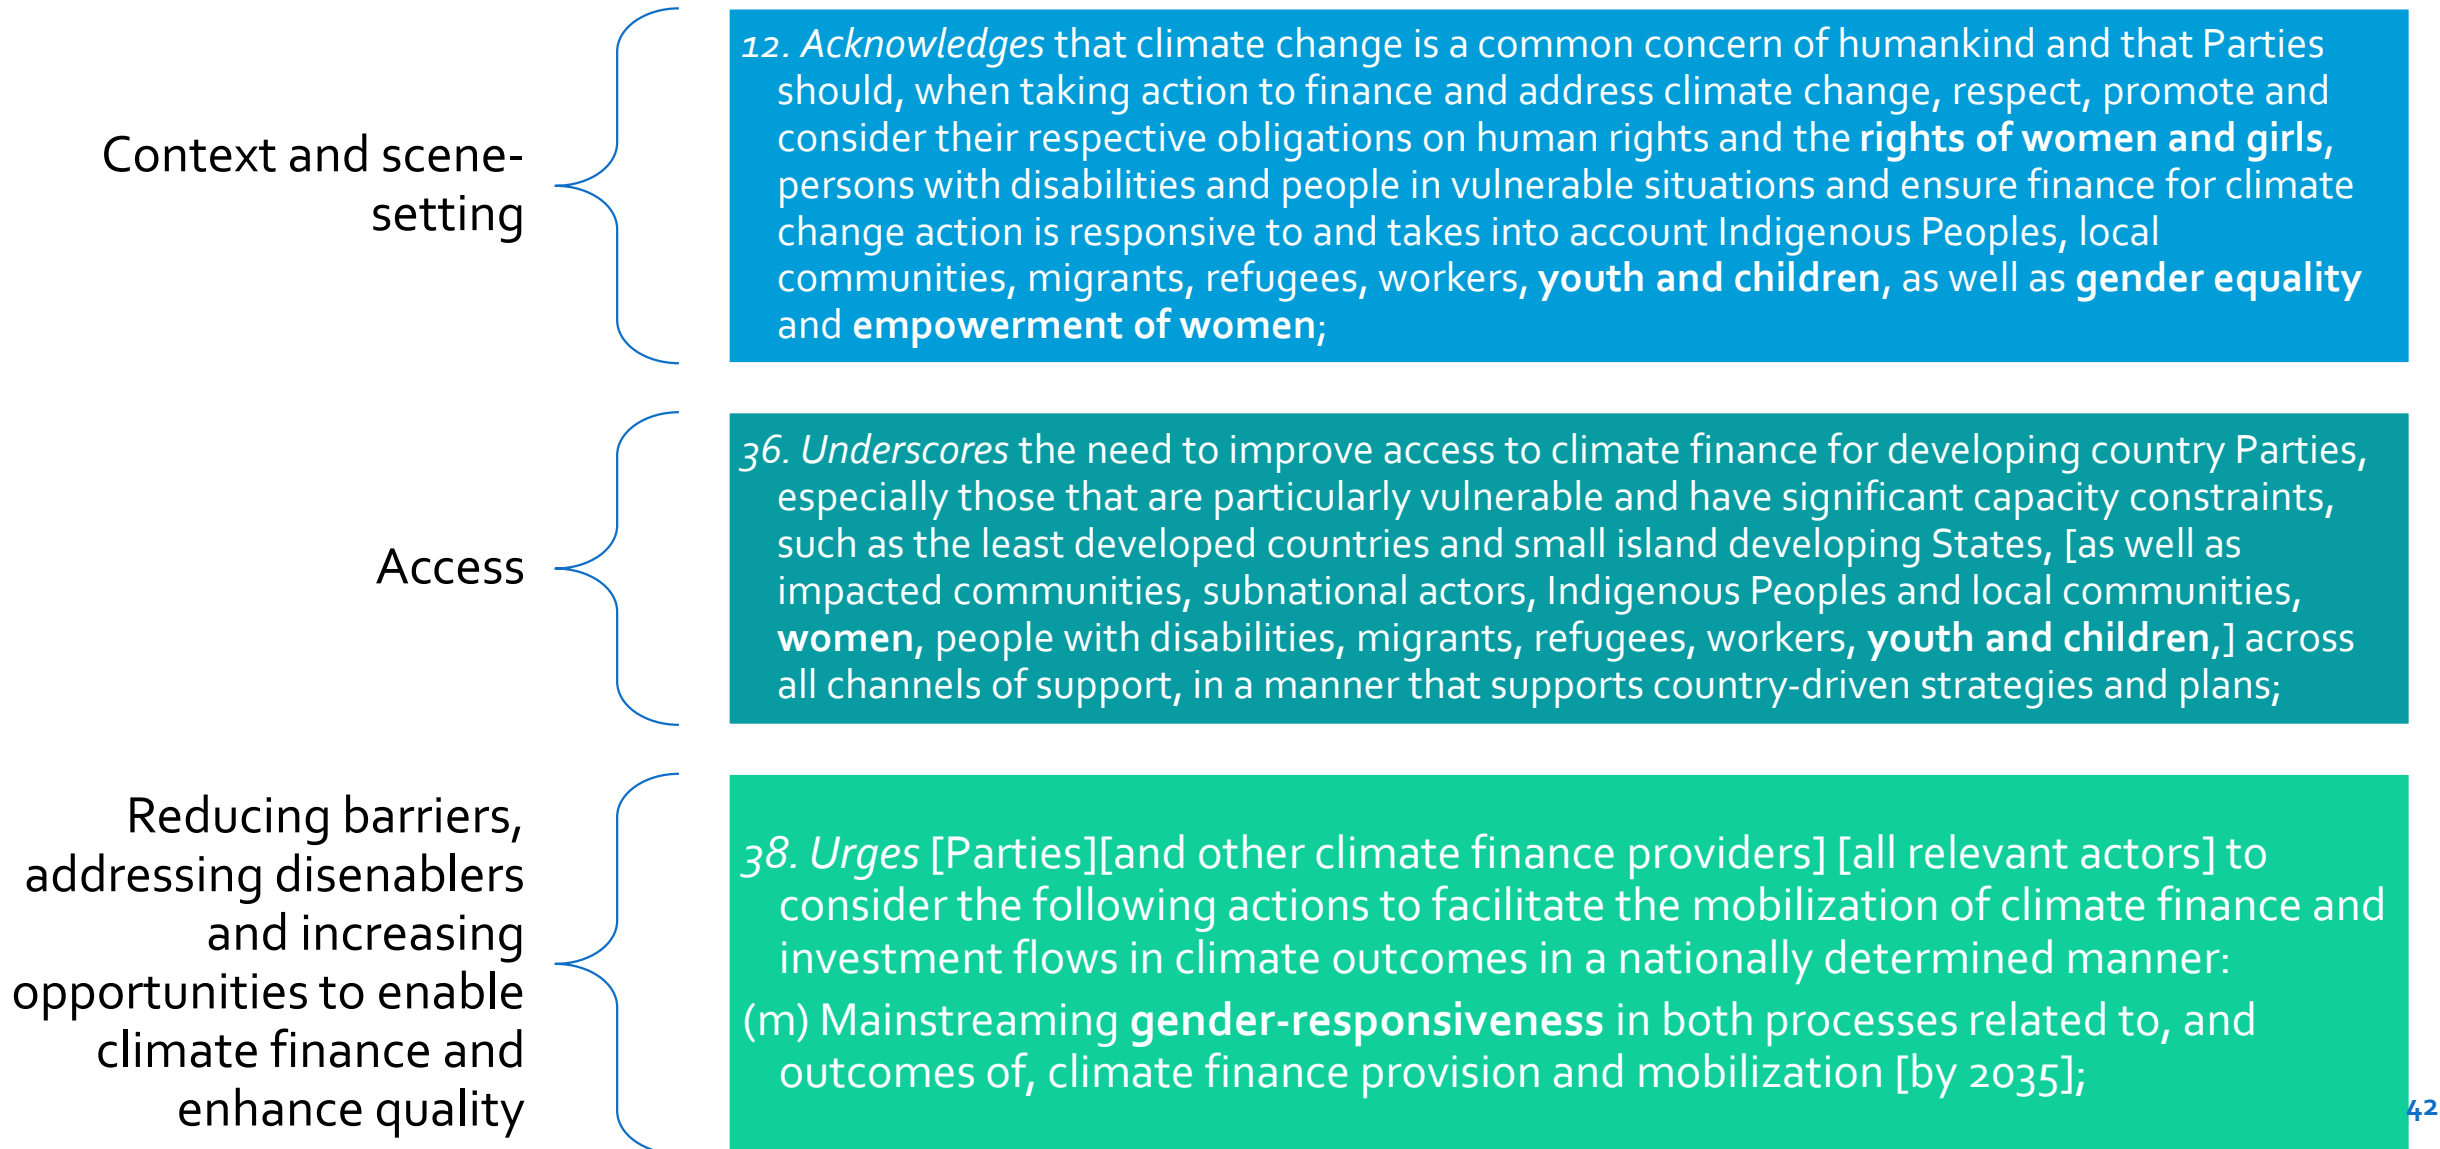 Context and scene-
setting
12. Acknowledges that climate change is a common concern of humankind and that Parties
should, when taking action to finance and address climate change, respect, promote and
consider their respective obligations on human rights and the rights of women and girls,
persons with disabilities and people in vulnerable situations and ensure finance for climate
change action is responsive to and takes into account Indigenous Peoples, local
communities, migrants, refugees, workers, youth and children, as well as gender equality
and empowerment of women;
Access
36. Underscores the need to improve access to climate finance for developing country Parties,
especially those that are particularly vulnerable and have significant capacity constraints,
such as the least developed countries and small island developing States, [as well as
impacted communities, subnational actors, Indigenous Peoples and local communities,
women, people with disabilities, migrants, refugees, workers, youth and children,] across
all channels of support, in a manner that supports country-driven strategies and plans;
Reducing barriers,
addressing disenablers
and increasing
opportunities to enable
climate finance and
enhance quality
38. Urges [Parties][and other climate finance providers] [all relevant actors] to
consider the following actions to facilitate the mobilization of climate finance and
investment flows in climate outcomes in a nationally determined manner:
(m) Mainstreaming gender-responsiveness in both processes related to, and
outcomes of, climate finance provision and mobilization [by 2035];
42